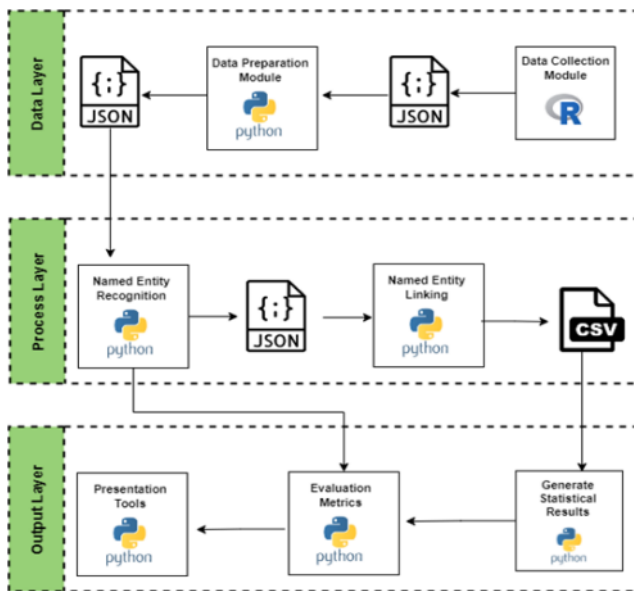 Data Layer
{;}
JSON
Data Preparation
Module
python
{;}
JSON
Data Collection
Module
R
Process Layer
Named Entity
Recognition
python
{;}
JSON
Named Entity
Linking
python
CSV
Output Layer
Presentation
Tools
python
Evaluation
Metrics
python
Generate
Statistical
Results
python